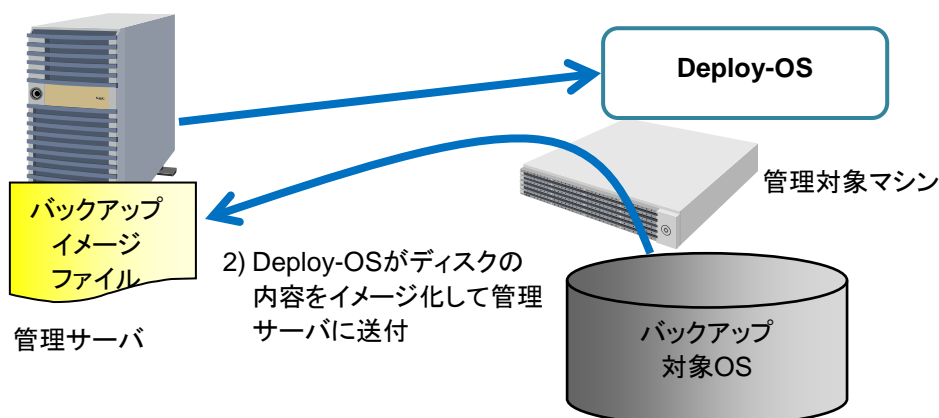 Deploy-OS
管理対象マシン
バックアップ
イメージ
ファイル
管理サーバ
2) Deploy-OSがディスクの
内容をイメージ化して管理
サーバに送付
バックアップ
対象OS